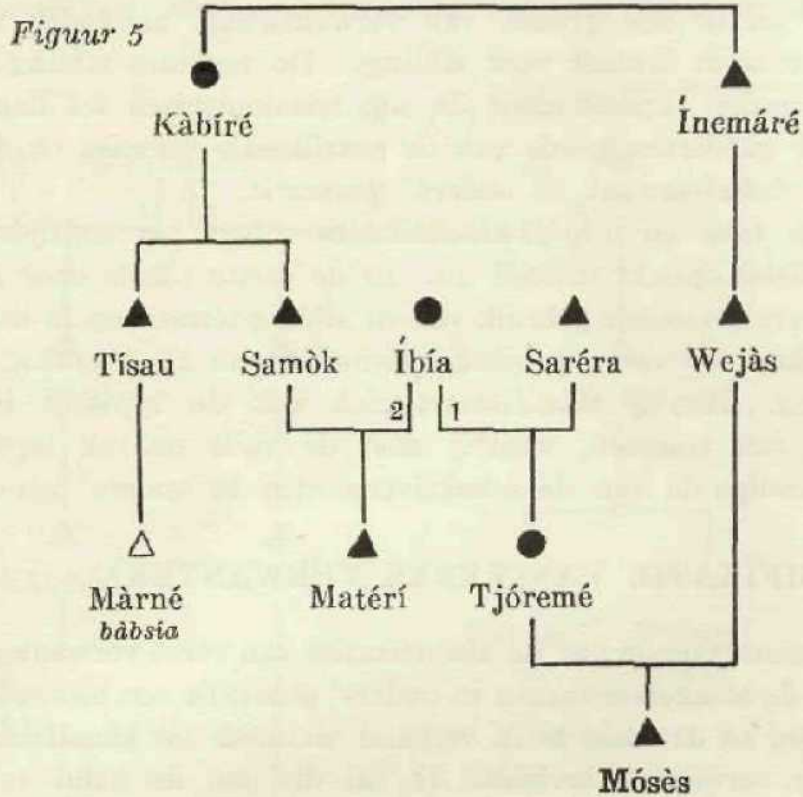 Figuur 5
Kàbíré Ínemáré
Tísau Samòk Íbía Saréra Wejàs
2 1
Màrné Matérí Tjóremé
bàbsia
Mósès